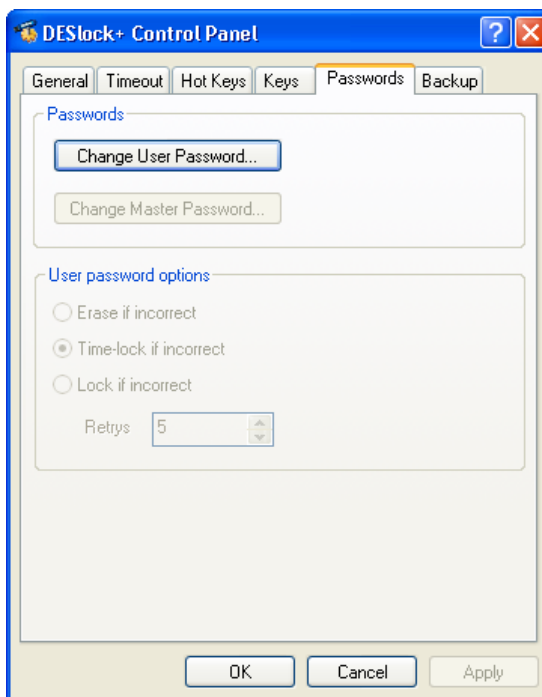 DESlock+ Control Panel
General Timeout Hot Keys Keys Passwords Backup
Passwords
Change User Password...
Change Master Password...
User password options
Erase if incorrect
Time-lock if incorrect
Lock if incorrect
Retrys 5
OK Cancel Apply